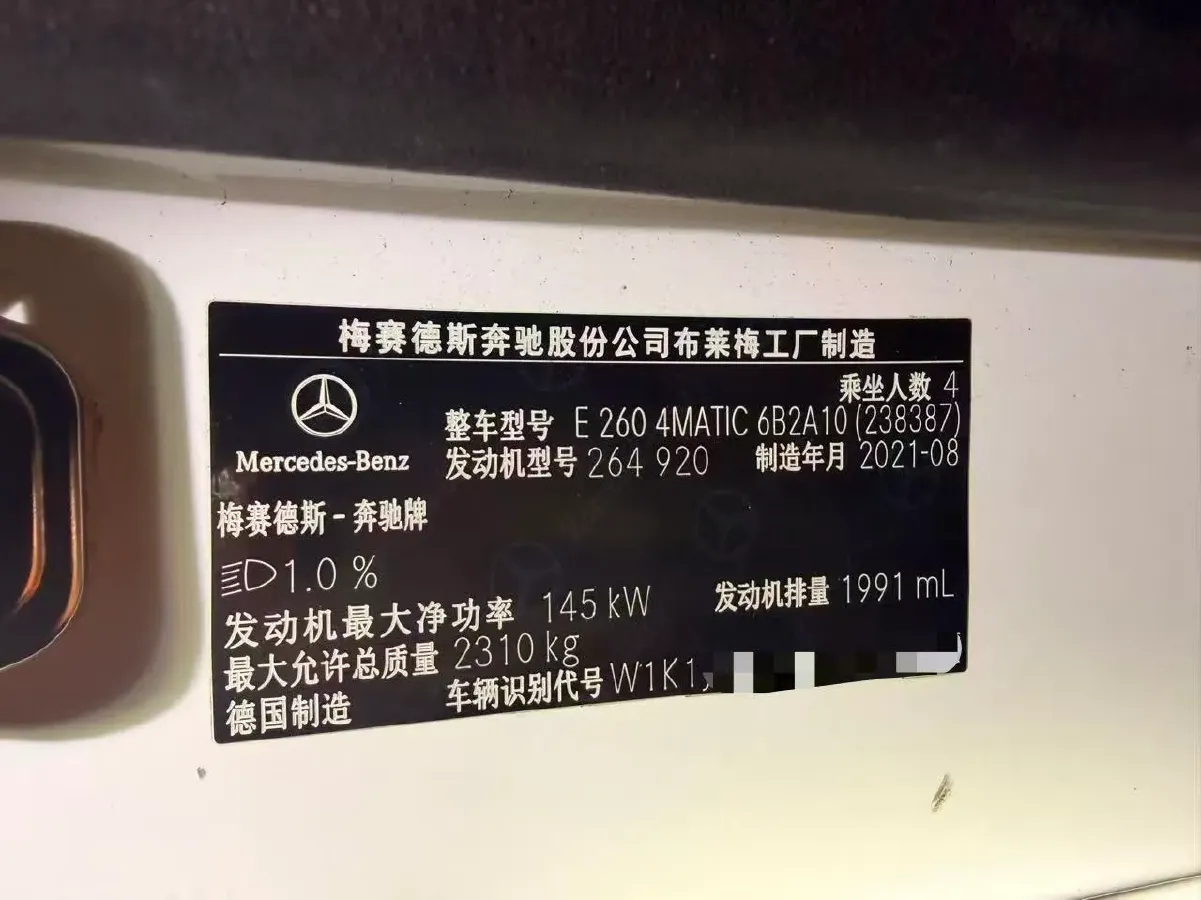 梅赛德斯奔驰股份公司布莱梅工厂制造
乘坐人数 4
整车型号 E 260 4MATIC 6B2A10 (238387)
Mercedes-Benz 发动机型号 264 920 制造年月 2021-08
梅赛德斯-奔驰牌
1.0 %
发动机最大净功率 145 kW 发动机排量 1991 mL
最大允许总质量 2310 kg
德国制造 车辆识别代号 W1K1